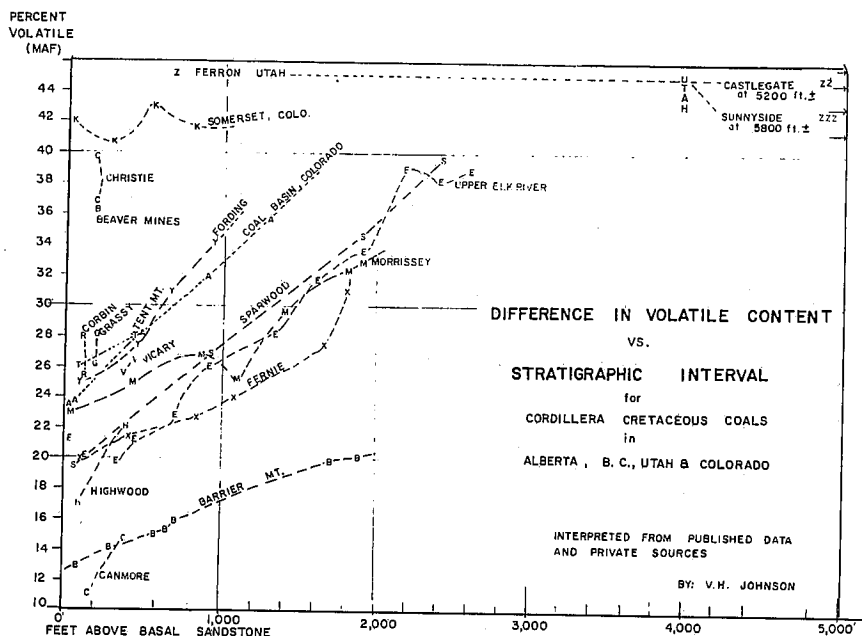 PERCENT
VOLATILE
(MAF)
44
42
40
38
36
34
32
30
28
26
24
22
20
18
16
14
12
10
Z FERRON UTAH
UTAH
CASTLEGATE ZZ
at 5200 ft.±
SUNNYSIDE ZZZ
at 5800 ft.±
SOMERSET, COLO.
CHRISTIE
BEAVER MINES
FORDING
COAL BASIN, COLORADO
UPPER ELK RIVER
MORRISSEY
CORBIN
GRASSY
TENT MT.
VICARY
SPARWOOD
FERNIE
HIGHWOOD
BARRIER MT.
CANMORE
DIFFERENCE IN VOLATILE CONTENT
VS.
STRATIGRAPHIC INTERVAL
for
CORDILLERA CRETACEOUS COALS
in
ALBERTA, B.C., UTAH & COLORADO
INTERPRETED FROM PUBLISHED DATA
AND PRIVATE SOURCES
BY: V.H. JOHNSON
0' 1,000' 2,000 3,000 4,000 5,000'
FEET ABOVE BASAL SANDSTONE